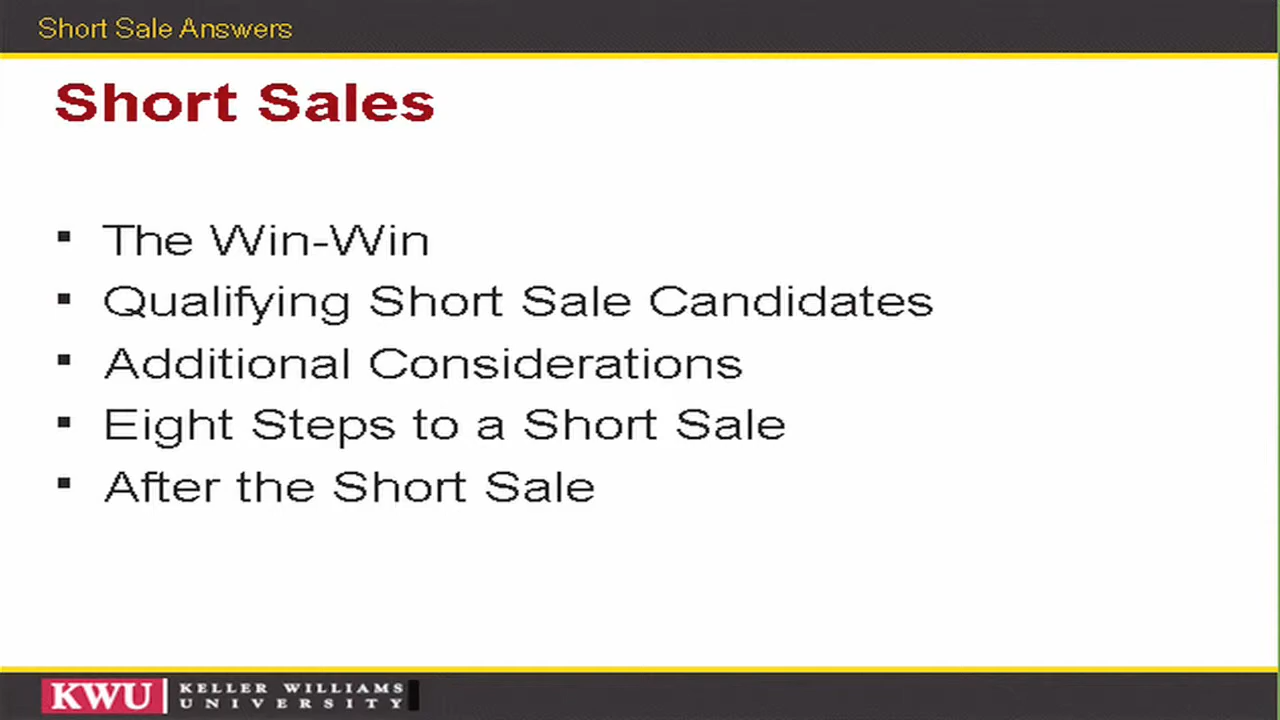 Short Sale Answers
Short Sales
▪ The Win-Win
▪ Qualifying Short Sale Candidates
▪ Additional Considerations
▪ Eight Steps to a Short Sale
▪ After the Short Sale
KWU KELLER WILLIAMS
UNIVERSITY